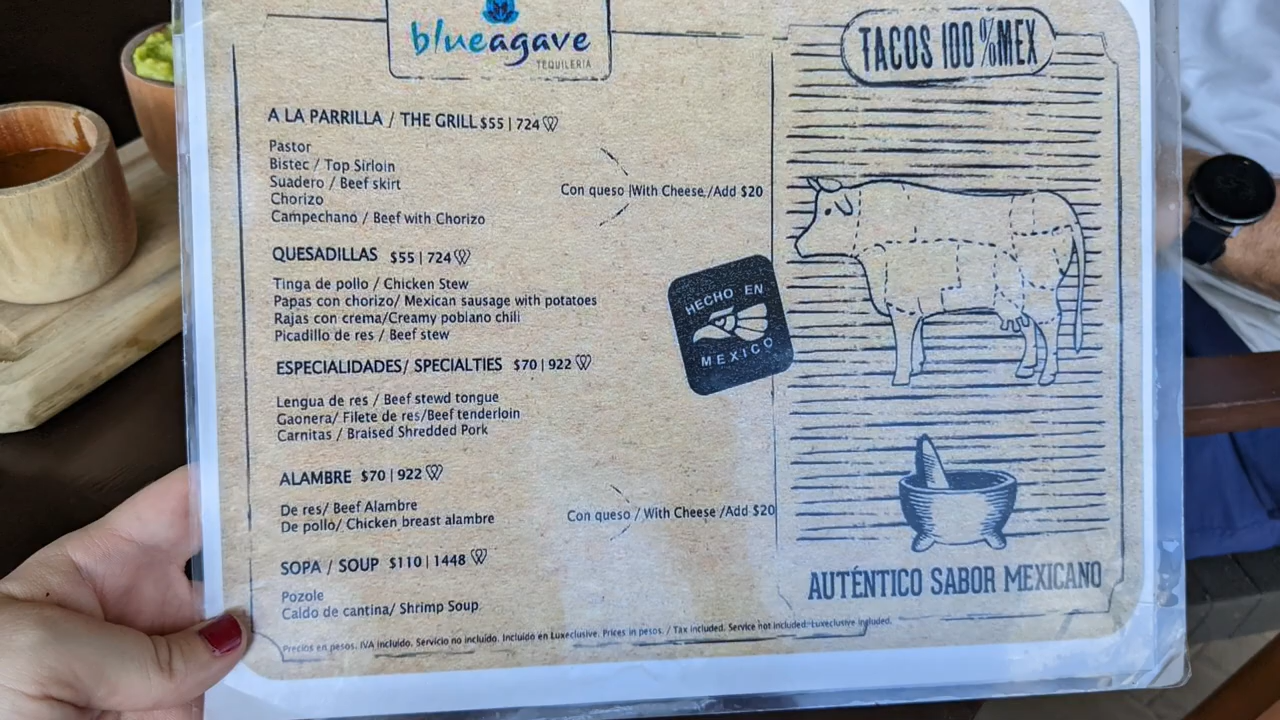 blueagave
TEQUILERÍA
TACOS 100%MEX
A LA PARRILLA / THE GRILL $55 | 724
Pastor
Bistec / Top Sirloin
Suadero / Beef skirt
Chorizo
Campechano / Beef with Chorizo
Con queso |With Cheese /Add $20
QUESADILLAS $55 | 724
Tinga de pollo / Chicken Stew
Papas con chorizo/ Mexican sausage with potatoes
Rajas con crema/Creamy poblano chili
Picadillo de res / Beef stew
HECHO EN
MEXICO
ESPECIALIDADES/ SPECIALTIES $70 | 922
Lengua de res / Beef stewd tongue
Gaonera/ Filete de res/Beef tenderloin
Carnitas / Braised Shredded Pork
ALAMBRE $70 | 922
De res/ Beef Alambre
De pollo/ Chicken breast alambre
Con queso / With Cheese /Add $20
SOPA / SOUP $110 | 1448
Pozole
Caldo de cantina/ Shrimp Soup
AUTÉNTICO SABOR MEXICANO
Precios en pesos. IVA incluido. Servicio no incluido. Incluido en Luxeclusive. Prices in pesos. / Tax included. Service not included. Luxeclusive included.